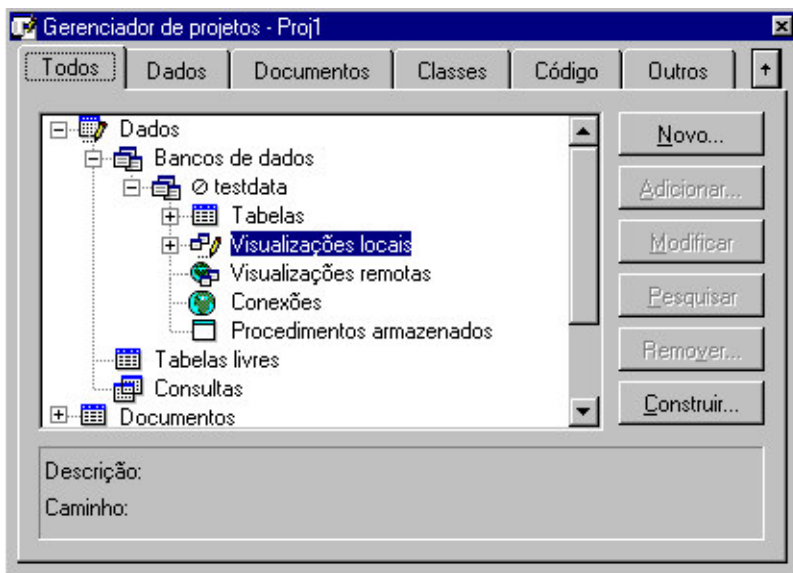 Gerenciador de projetos - Proj1
Todos Dados Documentos Classes Código Outros
Dados
Bancos de dados
testdata
Tabelas
Visualizações locais
Visualizações remotas
Conexões
Procedimentos armazenados
Tabelas livres
Consultas
Documentos
Novo...
Adicionar...
Modificar
Pesquisar
Remover...
Construir...
Descrição:
Caminho: